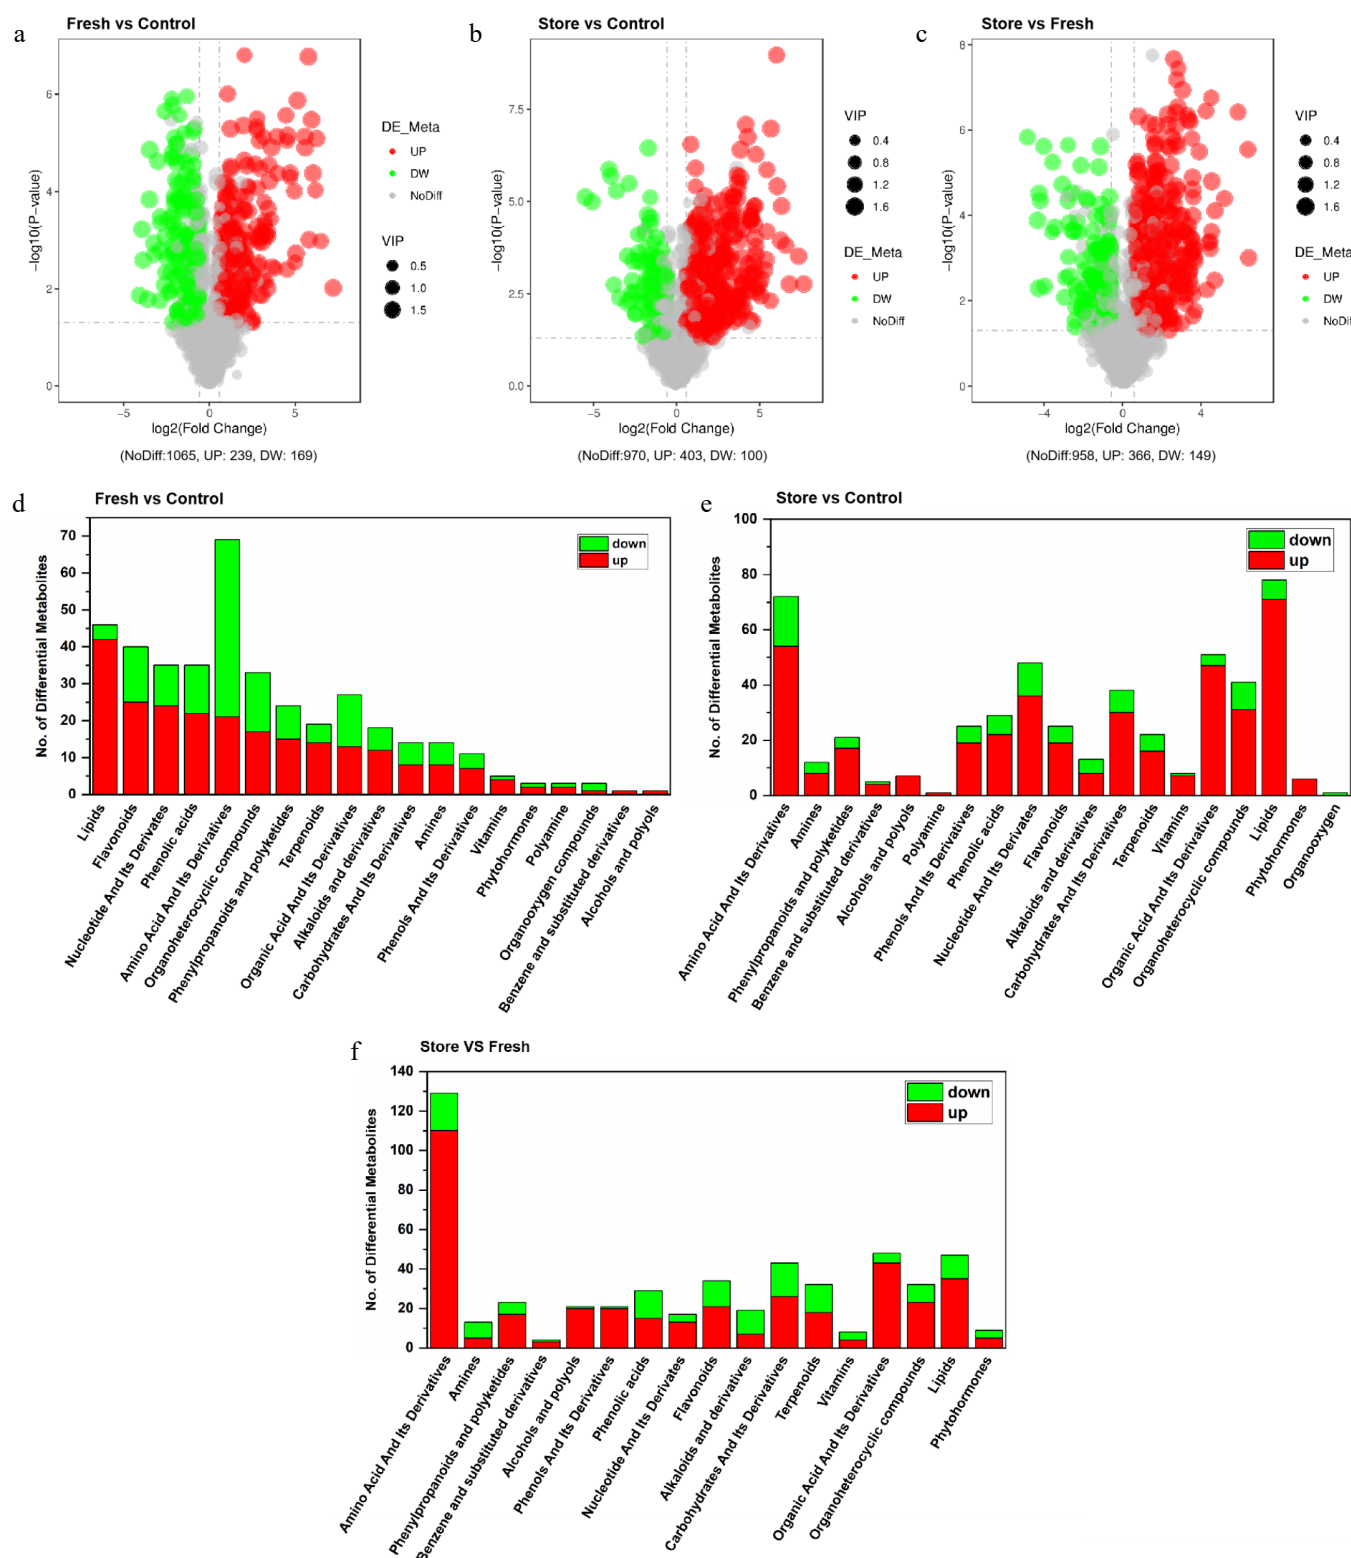 a
Fresh vs Control
−log10(P−value)
6
4
2
0
−5
0
5
log2(Fold Change)
(NoDiff:1065, UP: 239, DW: 169)
DE_Meta
UP
DW
NoDiff
VIP
0.5
1.0
1.5
b
Store vs Control
−log10(P−value)
7.5
5.0
2.5
0.0
−5
0
5
log2(Fold Change)
(NoDiff:970, UP: 403, DW: 100)
VIP
0.4
0.8
1.2
1.6
DE_Meta
UP
DW
NoDiff
c
Store vs Fresh
−log10(P−value)
8
6
4
2
0
−4
0
4
log2(Fold Change)
(NoDiff:958, UP: 366, DW: 149)
VIP
0.4
0.8
1.2
1.6
DE_Meta
UP
DW
NoDiff
d
Fresh vs Control
No. of Differential Metabolites
70
60
50
40
30
20
10
0
down
up
Lipids
Flavonoids
Nucleotide And Its Derivates
Phenolic acids
Amino Acid And Its Derivatives
Organoheterocyclic compounds
Phenylpropanoids and polyketides
Terpenoids
Organic Acid And Its Derivatives
Alkaloids and derivatives
Carbohydrates And Its Derivatives
Amines
Phenols And Its Derivatives
Vitamins
Phytohormones
Polyamine
Organooxygen compounds
Benzene and substituted derivatives
Alcohols and polyols
e
Store vs Control
No. of Differential Metabolites
100
80
60
40
20
0
down
up
Amino Acid And Its Derivatives
Amines
Phenylpropanoids and polyketides
Benzene and substituted derivatives
Alcohols and polyols
Polyamine
Phenols And Its Derivatives
Phenolic acids
Nucleotide And Its Derivates
Flavonoids
Alkaloids and derivatives
Carbohydrates And Its Derivatives
Terpenoids
Vitamins
Organic Acid And Its Derivatives
Organoheterocyclic compounds
Lipids
Phytohormones
Organooxygen
f
Store VS Fresh
No. of Differential Metabolites
140
120
100
80
60
40
20
0
down
up
Amino Acid And Its Derivatives
Amines
Phenylpropanoids and polyketides
Benzene and substituted derivatives
Alcohols and polyols
Phenols And Its Derivatives
Phenolic acids
Nucleotide And Its Derivates
Flavonoids
Alkaloids and derivatives
Carbohydrates And Its Derivatives
Terpenoids
Vitamins
Organic Acid And Its Derivatives
Organoheterocyclic compounds
Lipids
Phytohormones